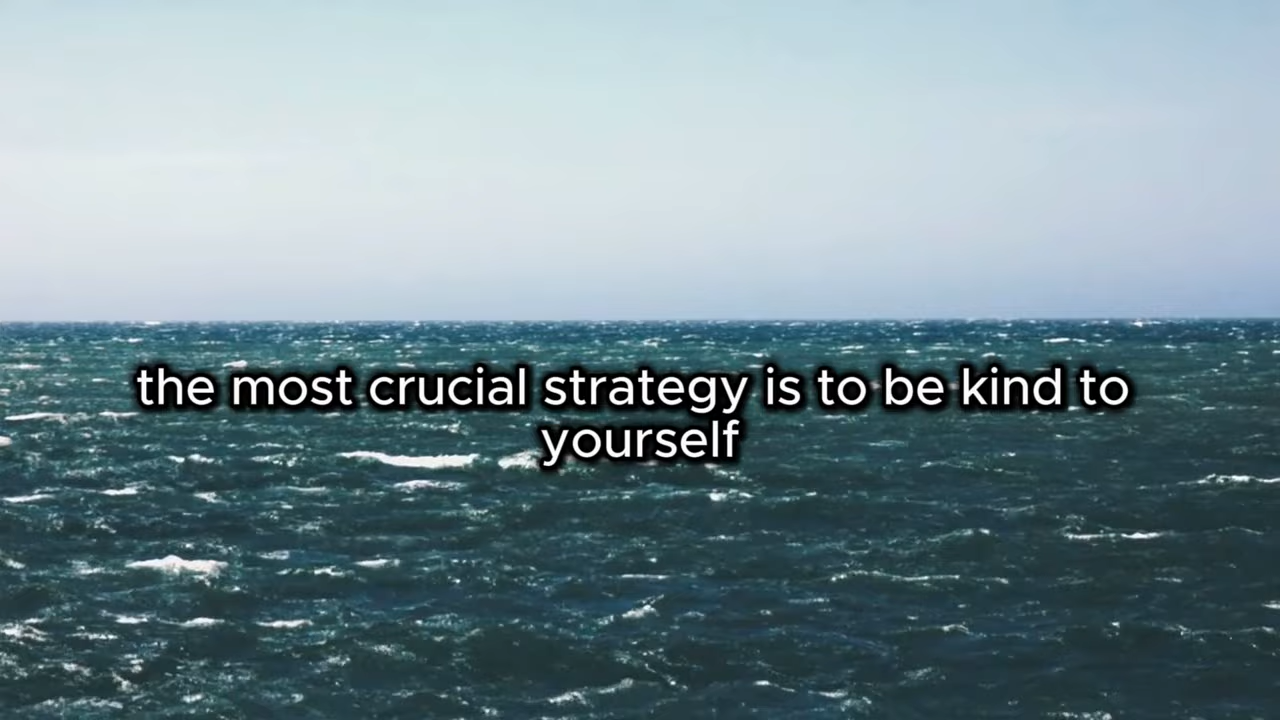 the most crucial strategy is to be kind to
yourself